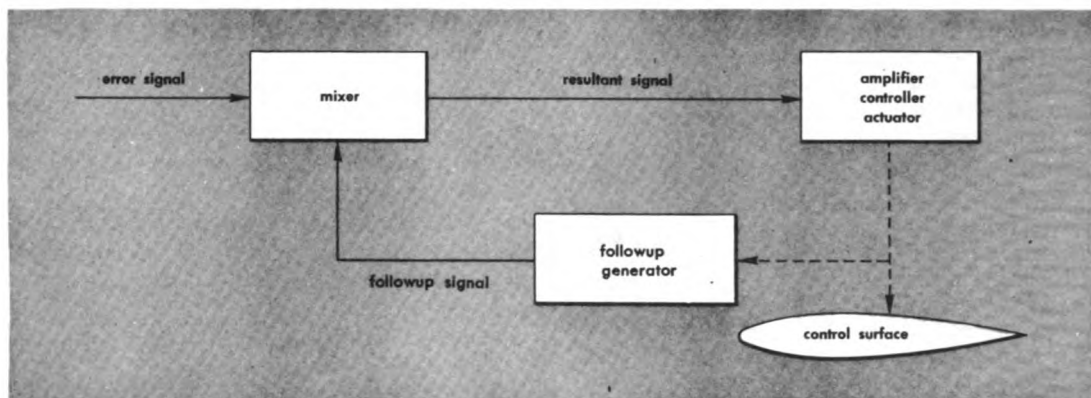 error signal
mixer
resultant signal
amplifier
controller
actuator
followup
generator
followup signal
control surface